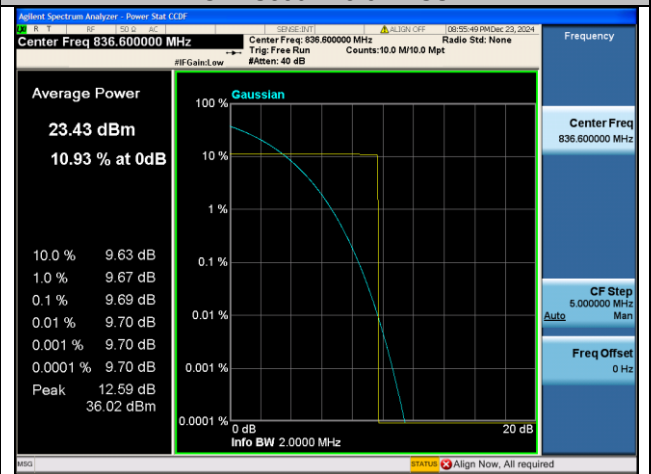 Agilent Spectrum Analyzer - Power Stat CCDF
R T RF 50 Ω AC SENSE:INT ALIGN OFF 08:55:49 PM Dec 23, 2024
Center Freq 836.600000 MHz Center Freq: 836.600000 MHz Radio Std: None
Trig: Free Run Counts:10.0 M/10.0 Mpt
#IFGain:Low #Atten: 40 dB
Frequency
Average Power
23.43 dBm
10.93 % at 0dB
10.0 % 9.63 dB
1.0 % 9.67 dB
0.1 % 9.69 dB
0.01 % 9.70 dB
0.001 % 9.70 dB
0.0001 % 9.70 dB
Peak 12.59 dB
36.02 dBm
Gaussian
100 %
10 %
1 %
0.1 %
0.01 %
0.001 %
0.0001 %
0 dB 20 dB
Info BW 2.0000 MHz
Center Freq
836.600000 MHz
CF Step
5.000000 MHz
Auto Man
Freq Offset
0 Hz
MSG STATUS Align Now, All required